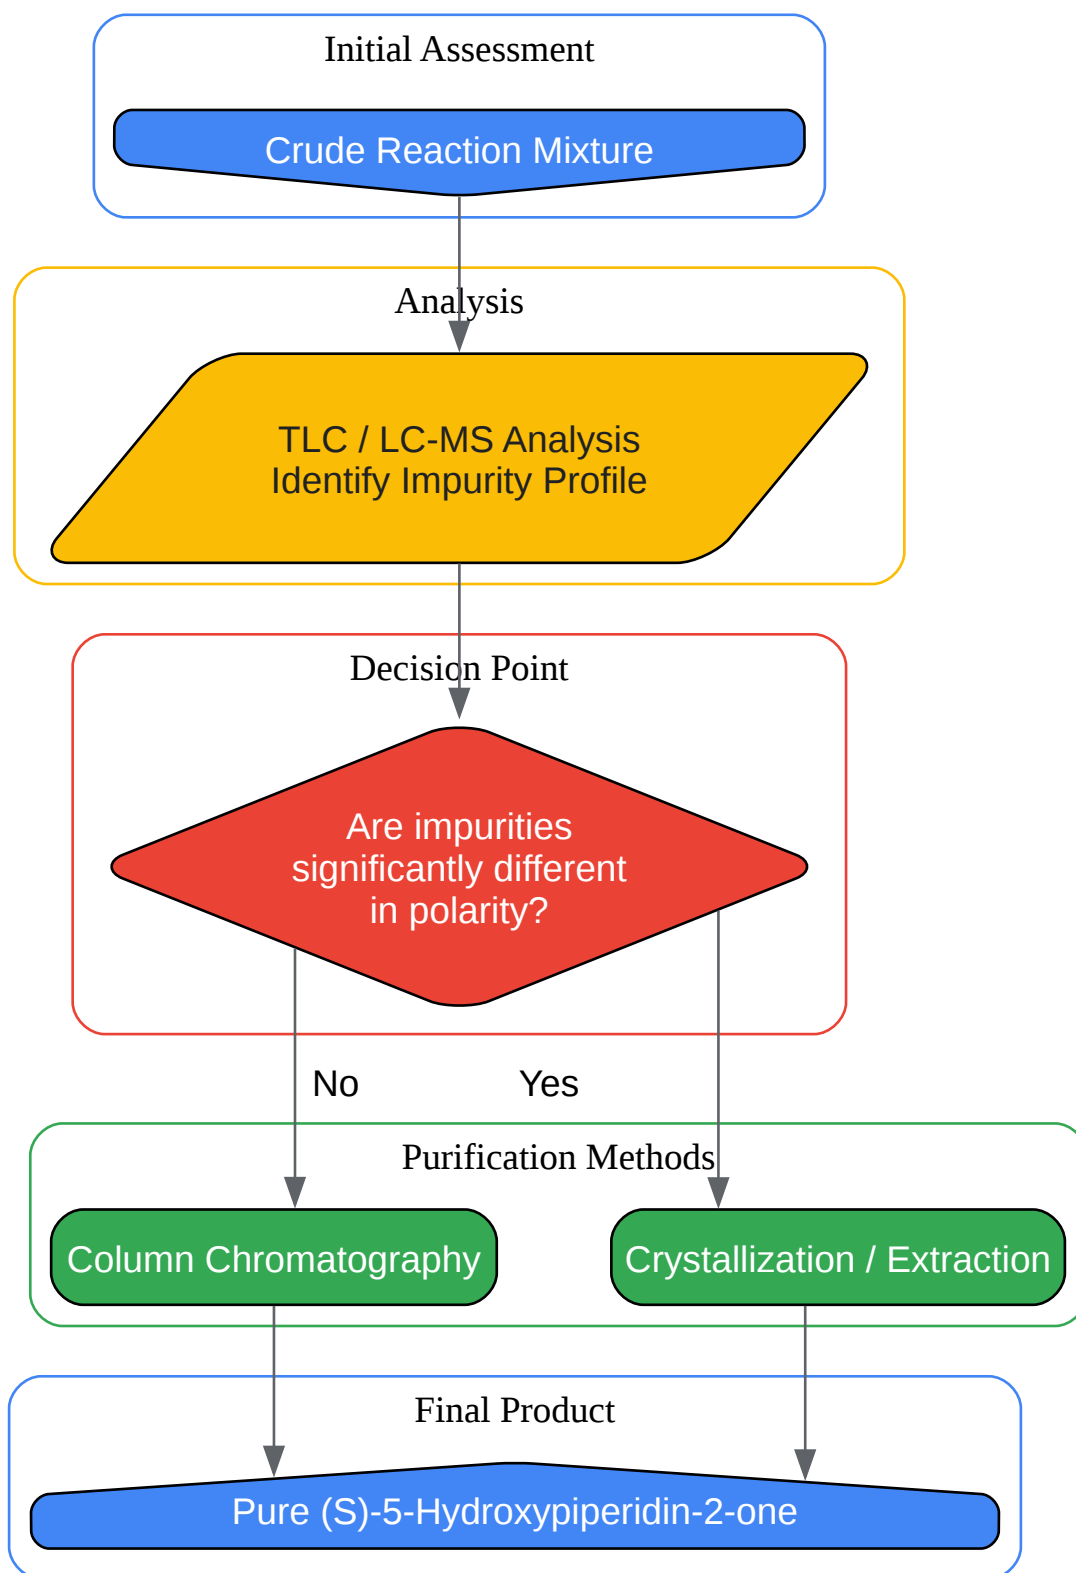 Initial Assessment
Crude Reaction Mixture
Analysis
TLC / LC-MS Analysis
Identify Impurity Profile
Decision Point
Are impurities
significantly different
in polarity?
No
Yes
Purification Methods
Column Chromatography
Crystallization / Extraction
Final Product
Pure (S)-5-Hydroxypiperidin-2-one